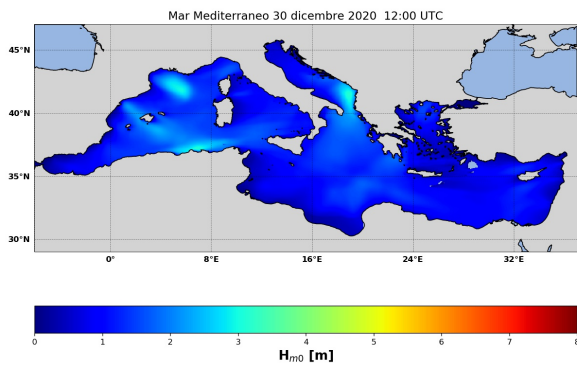 Mar Mediterraneo 30 dicembre 2020  12:00 UTC
45°N
40°N
35°N
30°N
0° 8°E 16°E 24°E 32°E
0 1 2 3 4 5 6 7 8
Hm0 [m]